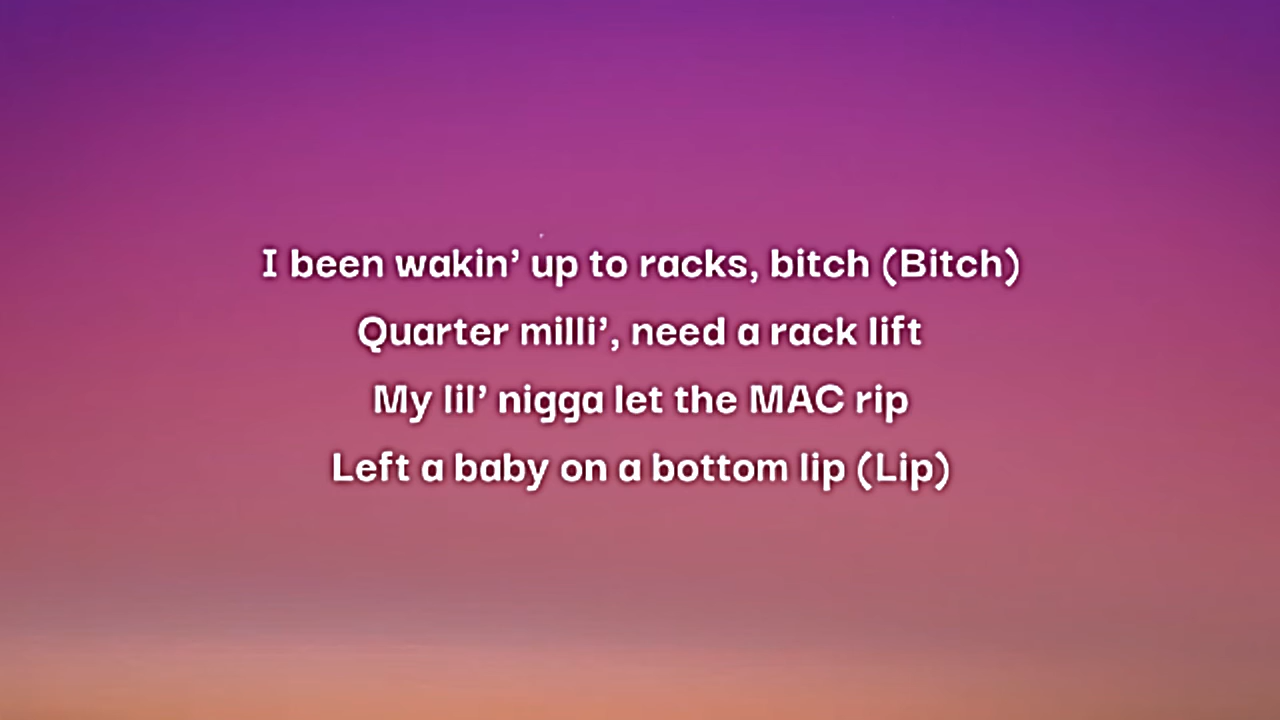 I been wakin’ up to racks, bitch (Bitch)
Quarter milli’, need a rack lift
My lil’ nigga let the MAC rip
Left a baby on a bottom lip (Lip)